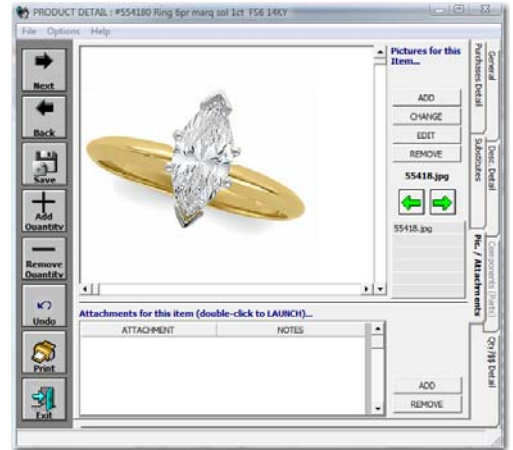 PRODUCT DETAIL : #554180 Ring 6pr marq sol 1ct FS6 14KY
File Options Help
Next
Back
Save
Add
Quantity
Remove
Quantity
Undo
Print
Exit
Pictures for this
Item...
ADD
CHANGE
EDIT
REMOVE
55418.jpg
55418.jpg
Attachments for this item (double-click to LAUNCH)...
ATTACHMENT NOTES
ADD
REMOVE
General
Purchases Detail
Desc. Detail
Substitutes
Components (Parts)
Pic. / Attachments
Qty/$$ Detail